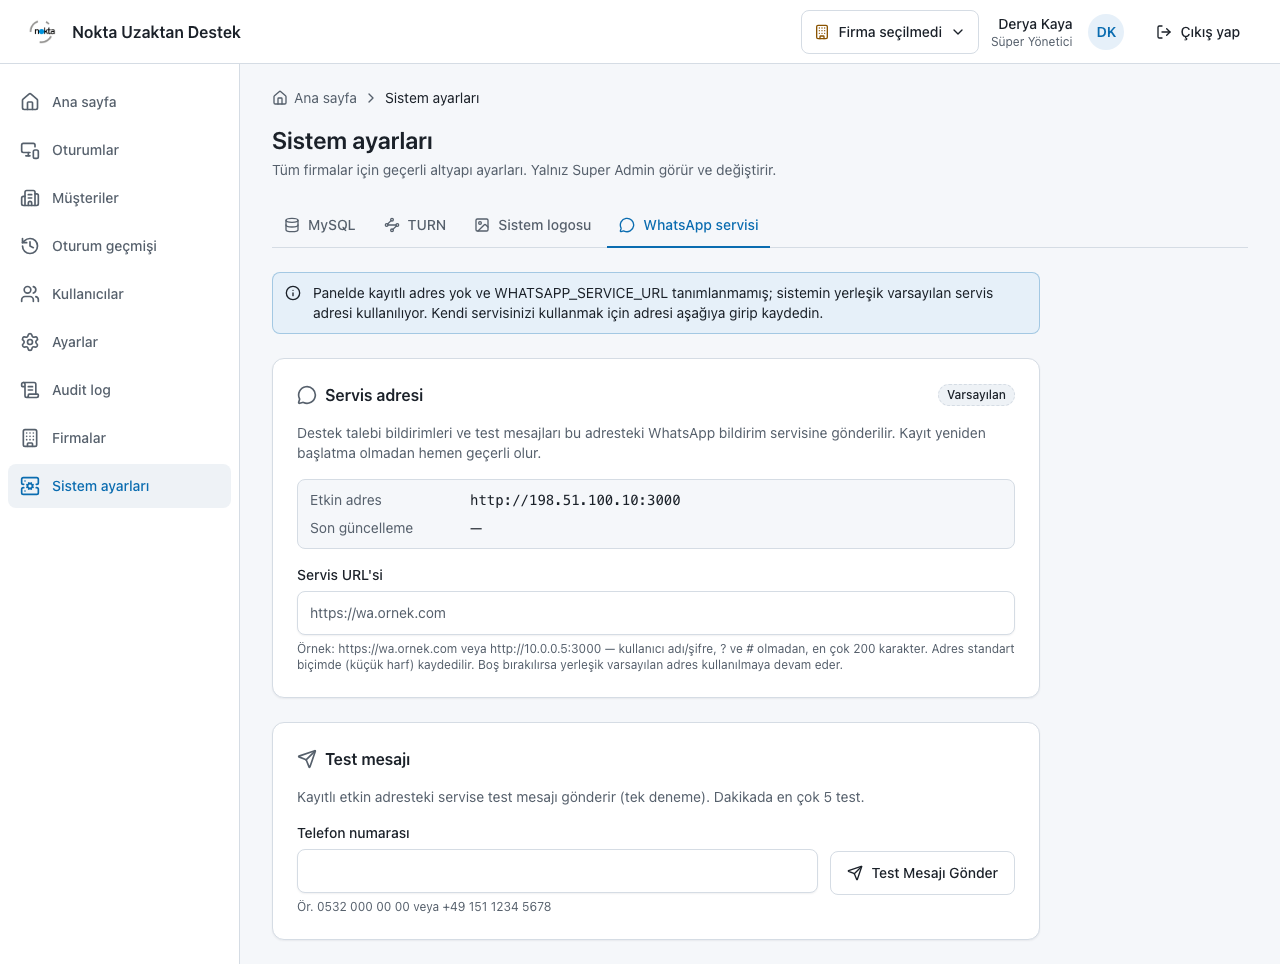 nokta
Nokta Uzaktan Destek
Firma seçilmedi
Derya Kaya
Süper Yönetici
DK
Çıkış yap
Ana sayfa
Oturumlar
Müşteriler
Oturum geçmişi
Kullanıcılar
Ayarlar
Audit log
Firmalar
Sistem ayarları
Ana sayfa > Sistem ayarları
Sistem ayarları
Tüm firmalar için geçerli altyapı ayarları. Yalnız Super Admin görür ve değiştirir.
MySQL
TURN
Sistem logosu
WhatsApp servisi
Panelde kayıtlı adres yok ve WHATSAPP_SERVICE_URL tanımlanmamış; sistemin yerleşik varsayılan servis
adresi kullanılıyor. Kendi servisinizi kullanmak için adresi aşağıya girip kaydedin.
Servis adresi
Varsayılan
Destek talebi bildirimleri ve test mesajları bu adresteki WhatsApp bildirim servisine gönderilir. Kayıt yeniden
başlatma olmadan hemen geçerli olur.
Etkin adres http://198.51.100.10:3000
Son güncelleme —
Servis URL'si
https://wa.ornek.com
Örnek: https://wa.ornek.com veya http://10.0.0.5:3000 — kullanıcı adı/şifre, ? ve # olmadan, en çok 200 karakter. Adres standart
biçimde (küçük harf) kaydedilir. Boş bırakılırsa yerleşik varsayılan adres kullanılmaya devam eder.
Test mesajı
Kayıtlı etkin adresteki servise test mesajı gönderir (tek deneme). Dakikada en çok 5 test.
Telefon numarası
Test Mesajı Gönder
Ör. 0532 000 00 00 veya +49 151 1234 5678